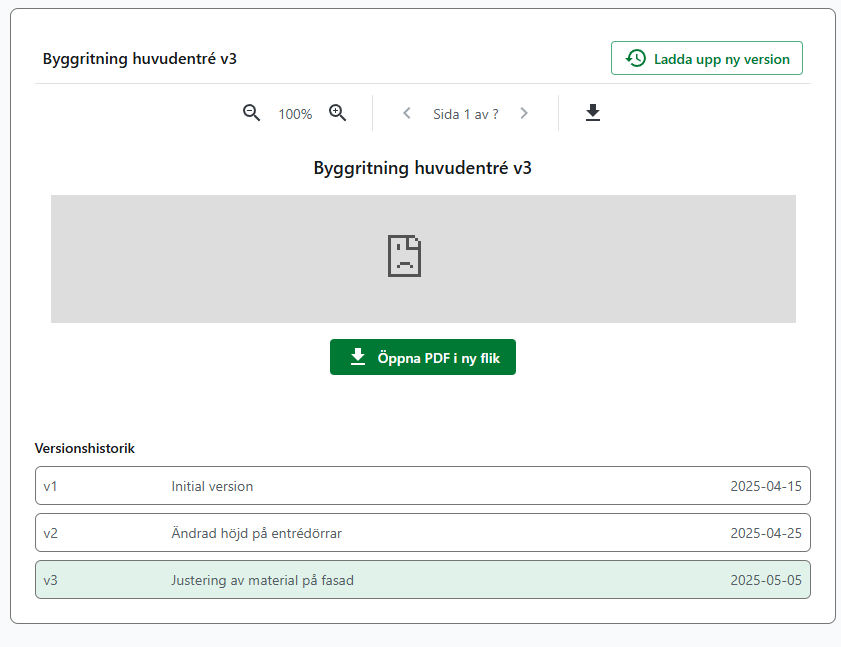 Byggritning huvudentré v3
Ladda upp ny version
100%
Sida 1 av ?
Byggritning huvudentré v3
Öppna PDF i ny flik
Versionshistorik
v1 Initial version 2025-04-15
v2 Ändrad höjd på entrédörrar 2025-04-25
v3 Justering av material på fasad 2025-05-05